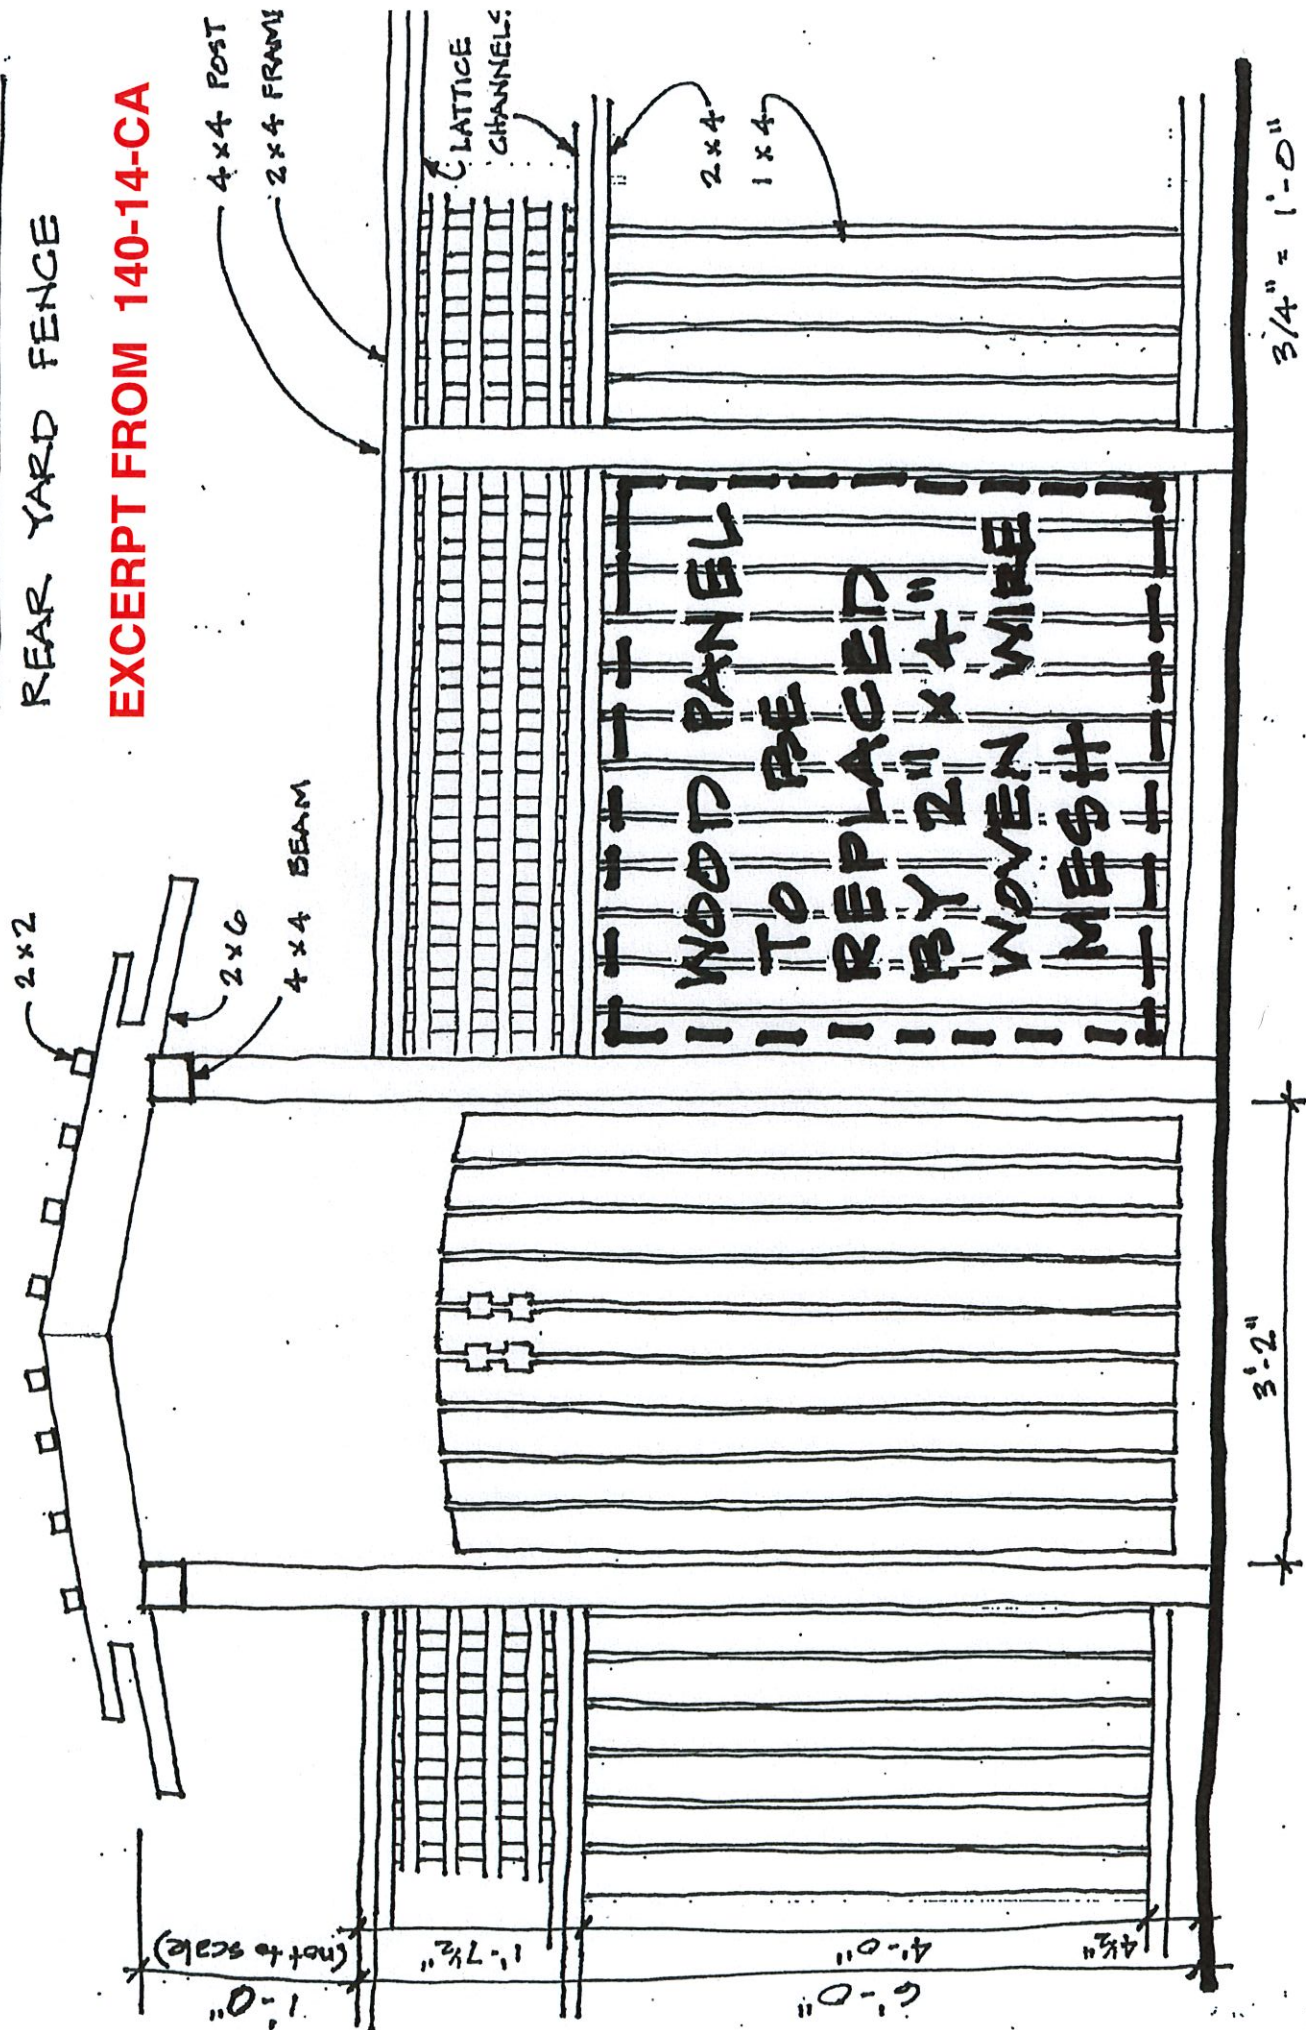 REAR YARD FENCE
EXCERPT FROM 140-14-CA
4x4 POST
2x4 FRAME
LATTICE
CHANNELS
2x4
1x4
2x2
2x6
4x4 BEAM
WOOD PANEL
TO BE
REPLACED
BY 2" x 4"
WOVEN WIRE
MESH
1'-0"
(not to scale)
1'-7½"
4'-0"
4½"
6'-0"
3'-2"
3/4" = 1'-0"